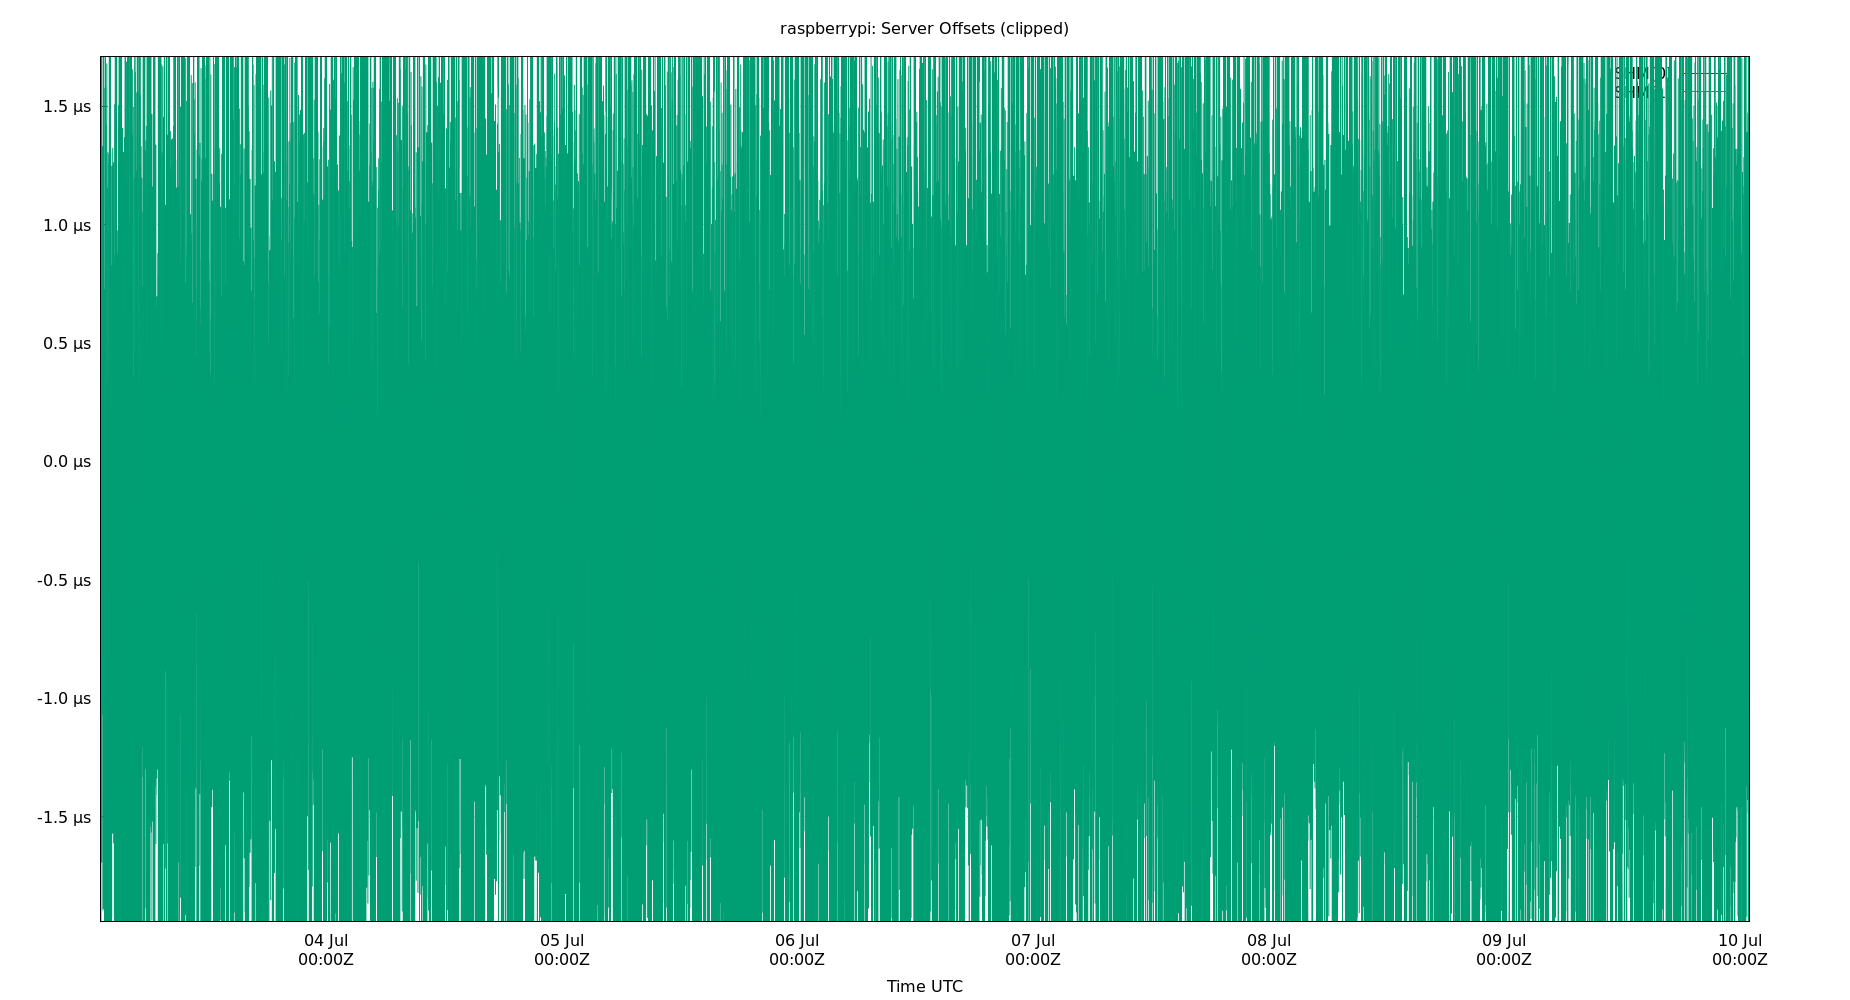 raspberrypi: Server Offsets (clipped)
1.5 µs
1.0 µs
0.5 µs
0.0 µs
-0.5 µs
-1.0 µs
-1.5 µs
04 Jul 05 Jul 06 Jul 07 Jul 08 Jul 09 Jul 10 Jul
00:00Z 00:00Z 00:00Z 00:00Z 00:00Z 00:00Z 00:00Z
Time UTC